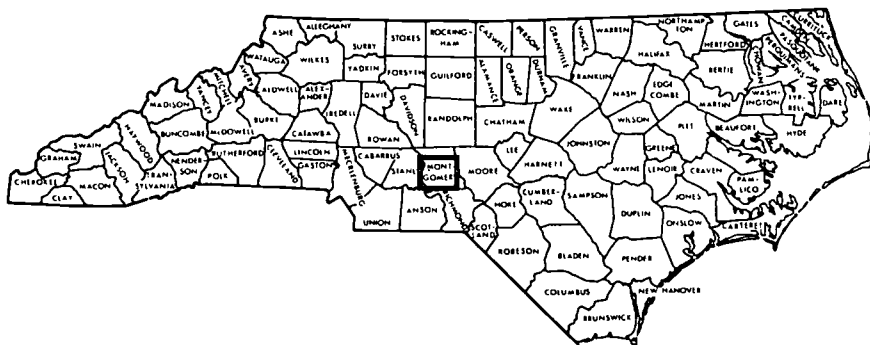 ASHE
ALLEGHANY
SURRY
STOKES
ROCKING-
HAM
CASWELL
PERSON
GRANVILLE
VANCE
WARREN
NORTHAMP
TON
GATES
HERTFORD
CURRITUCK
CAMDEN
PASQUOTANK
PERQUIMANS
CHOWAN
WATAUGA
WILKES
YADKIN
FORSYTH
GUILFORD
ALAMANCE
ORANGE
DURHAM
FRANKLIN
HALIFAX
BERTIE
MADISON
YANCEY
MITCHELL
AVERY
CALDWELL
ALEX-
ANDER
IREDELL
DAVIE
DAVIDSON
RANDOLPH
CHATHAM
WAKE
NASH
EDGE
COMBE
MARTIN
WASH-
INGTON
TYR-
RELL
DARE
SWAIN
HAYWOOD
BUNCOMBE
McDOWELL
BURKE
CATAWBA
ROWAN
LEE
JOHNSTON
WILSON
PITT
BEAUFORT
HYDE
GRAHAM
CHEROKEE
CLAY
MACON
JACKSON
TRAN-
SYLVANIA
HENDER
SON
POLK
RUTHERFORD
CLEVELAND
LINCOLN
GASTON
MECKLENBURG
CABARRUS
STANLY
MONT-
GOMERY
MOORE
HARNETT
WAYNE
GREENE
LENOIR
CRAVEN
PAM-
LICO
UNION
ANSON
RICHMOND
SCOT-
LAND
HOKE
CUMBER-
LAND
SAMPSON
DUPLIN
JONES
ONSLOW
CARTERET
ROBESON
BLADEN
PENDER
COLUMBUS
NEW HANOVER
BRUNSWICK